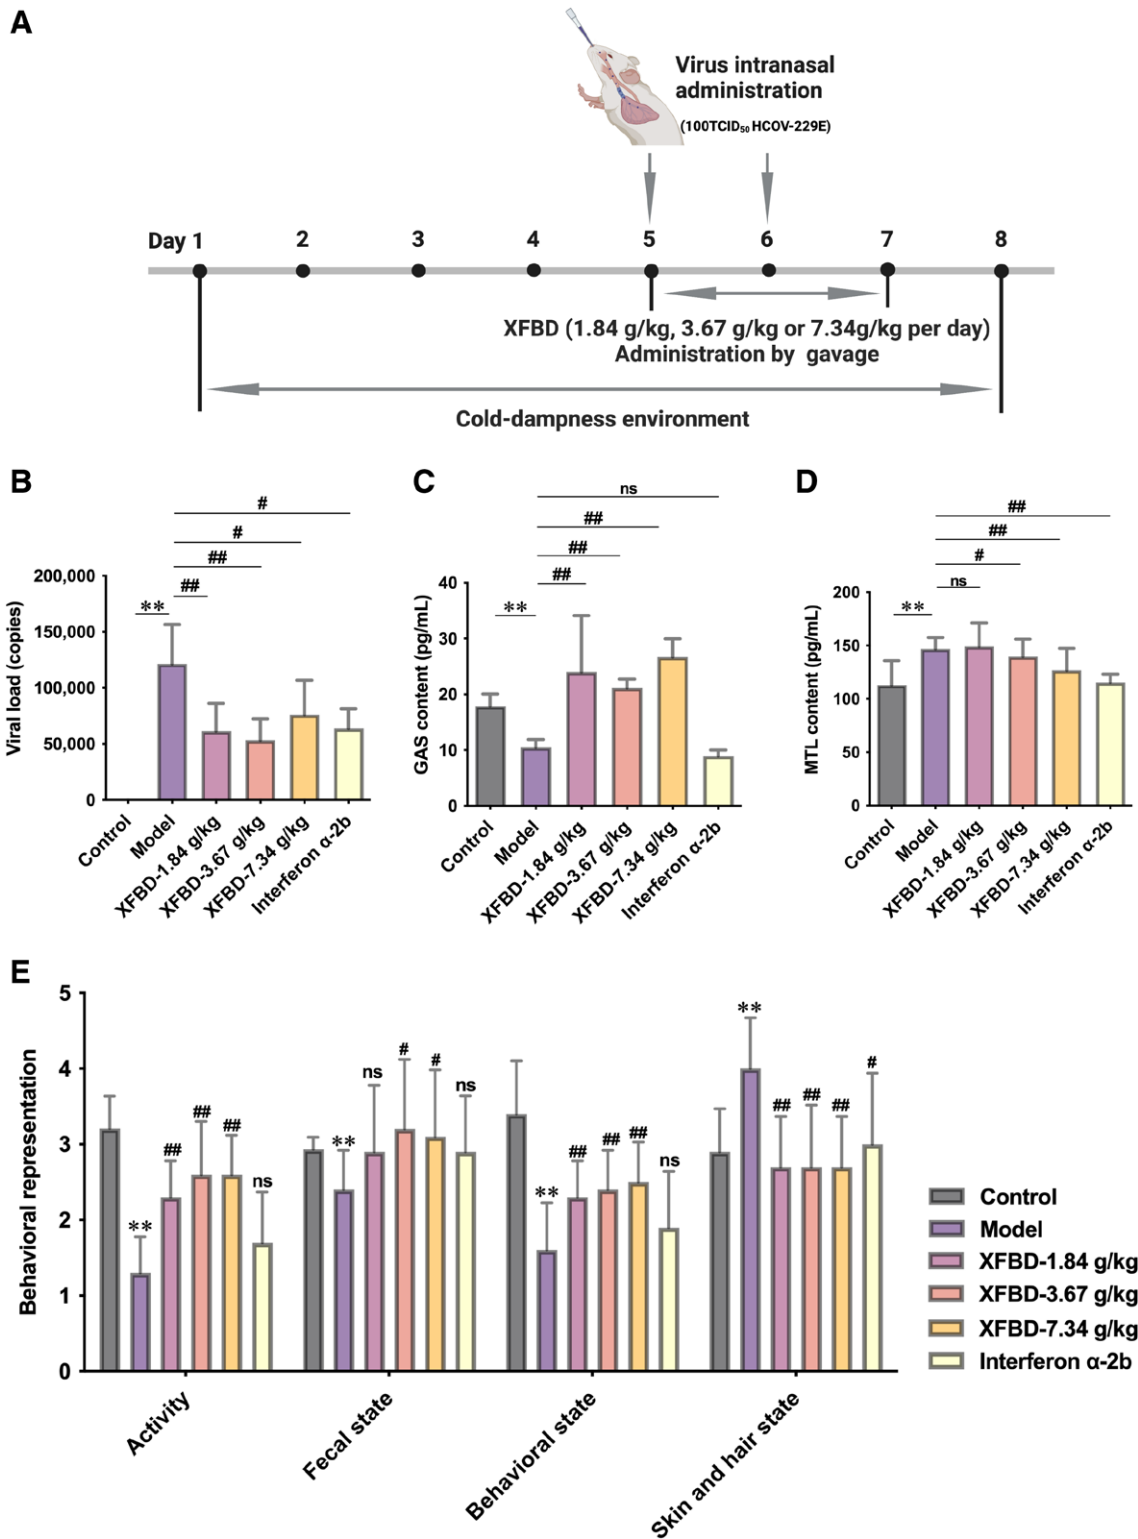 A
Virus intranasal
administration
(100TCID₅₀ HCOV-229E)
Day 1 2 3 4 5 6 7 8
XFBD (1.84 g/kg, 3.67 g/kg or 7.34g/kg per day)
Administration by gavage
Cold-dampness environment
B
#
#
##
##
**
Viral load (copies)
200,000
150,000
100,000
50,000
0
Control
Model
XFBD-1.84 g/kg
XFBD-3.67 g/kg
XFBD-7.34 g/kg
Interferon α-2b
C
ns
##
##
##
**
GAS content (pg/mL)
40
30
20
10
0
Control
Model
XFBD-1.84 g/kg
XFBD-3.67 g/kg
XFBD-7.34 g/kg
Interferon α-2b
D
##
##
#
ns
**
MTL content (pg/mL)
200
150
100
50
0
Control
Model
XFBD-1.84 g/kg
XFBD-3.67 g/kg
XFBD-7.34 g/kg
Interferon α-2b
E
Behavioral representation
5
4
3
2
1
0
** ## ## ## ns
** ns # # ns
** ## ## ## ns
** ## ## ## #
Activity
Fecal state
Behavioral state
Skin and hair state
Control
Model
XFBD-1.84 g/kg
XFBD-3.67 g/kg
XFBD-7.34 g/kg
Interferon α-2b